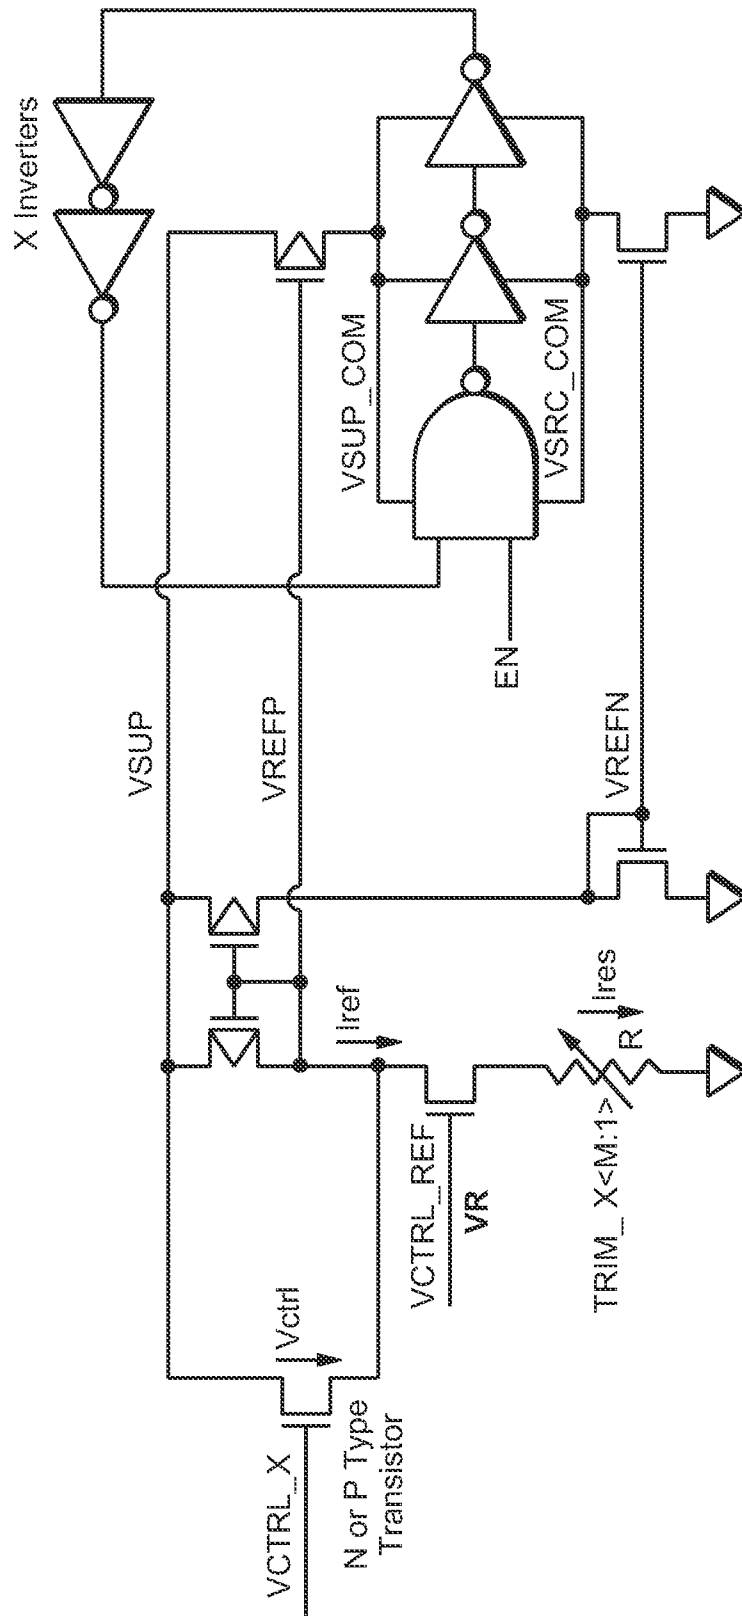 X Inverters
VSUP
VREFP
VSUP_COM
VSRC_COM
EN
VREFN
Iref
Ires
R
VCTRL_REF
VR
TRIM_X<M:1>
Vctrl
VCTRL_X
N or P Type
Transistor